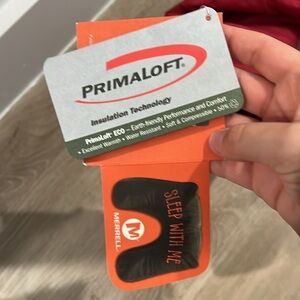 PRIMALOFT®
Insulation Technology
PrimaLoft® ECO – Earth-friendly Performance and Comfort
• Excellent Warmth • Water Resistant • Soft & Compressible • 50%
SLEEP WITH ME
M
MERRELL